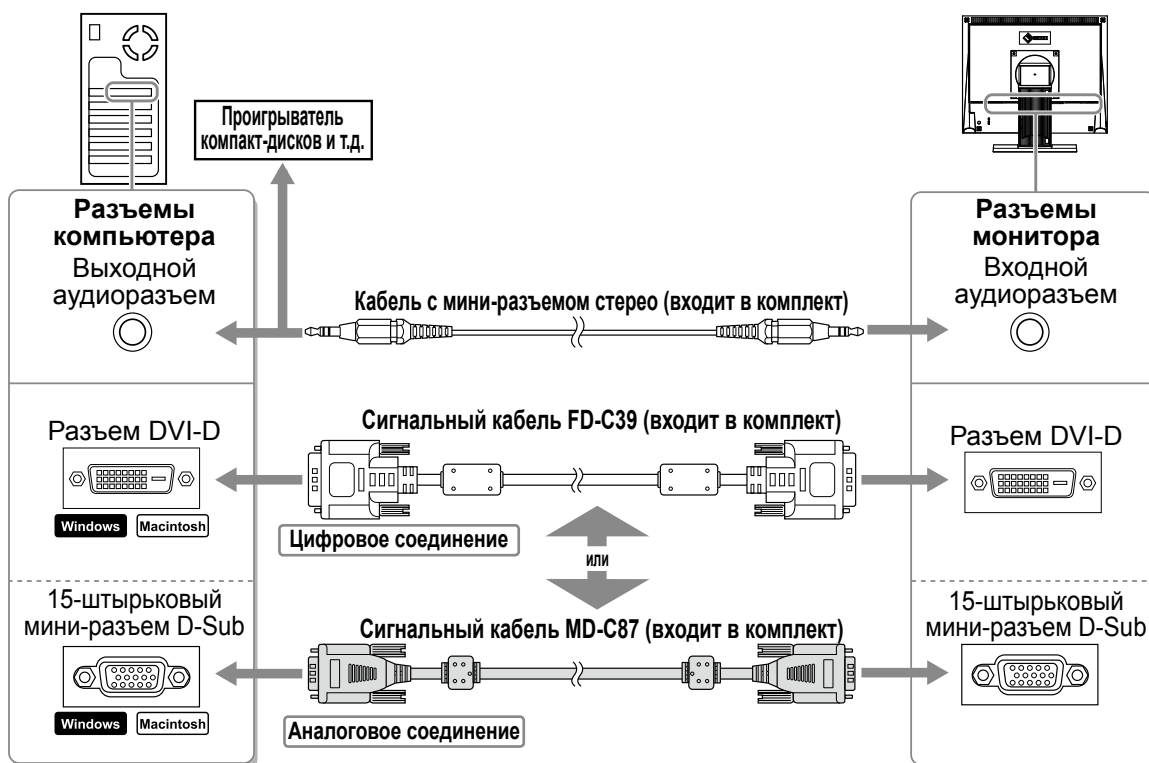 Проигрыватель
компакт-дисков и т.д.
Разъемы
компьютера
Выходной
аудиоразъем
Кабель с мини-разъемом стерео (входит в комплект)
Разъемы
монитора
Входной
аудиоразъем
Разъем DVI-D
Windows Macintosh
Сигнальный кабель FD-C39 (входит в комплект)
Цифровое соединение
Разъем DVI-D
или
15-штырьковый
мини-разъем D-Sub
Windows Macintosh
Сигнальный кабель MD-C87 (входит в комплект)
Аналоговое соединение
15-штырьковый
мини-разъем D-Sub